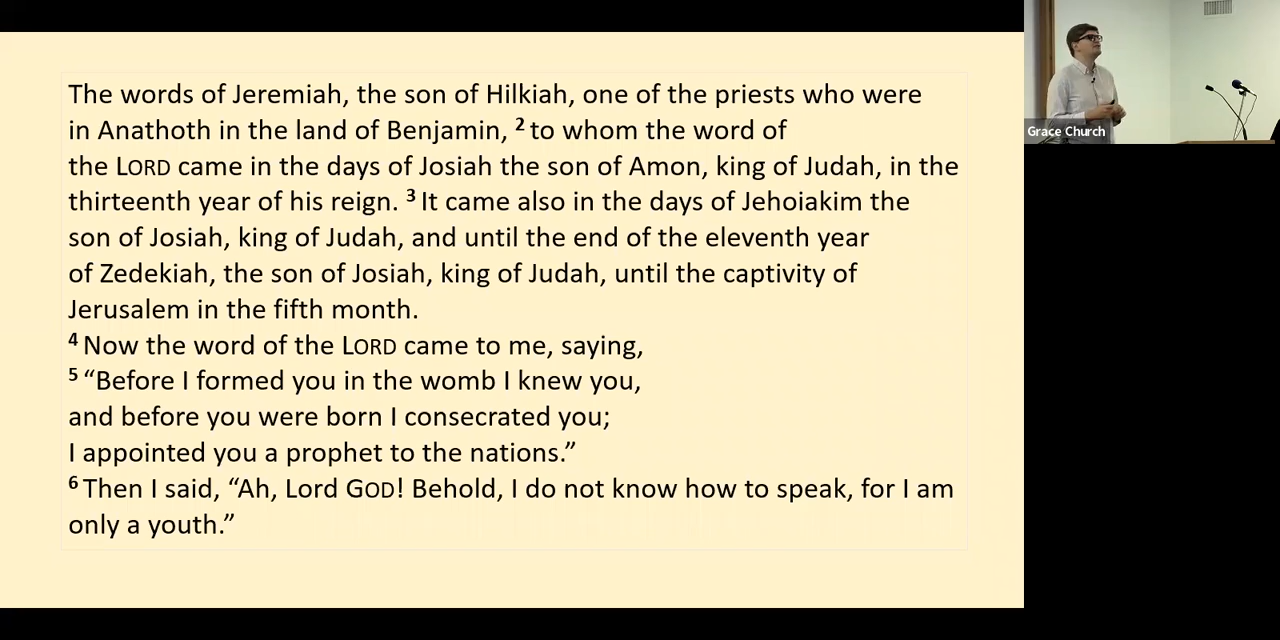 The words of Jeremiah, the son of Hilkiah, one of the priests who were
in Anathoth in the land of Benjamin, ² to whom the word of
the LORD came in the days of Josiah the son of Amon, king of Judah, in the
thirteenth year of his reign. ³ It came also in the days of Jehoiakim the
son of Josiah, king of Judah, and until the end of the eleventh year
of Zedekiah, the son of Josiah, king of Judah, until the captivity of
Jerusalem in the fifth month.
⁴ Now the word of the LORD came to me, saying,
⁵ “Before I formed you in the womb I knew you,
and before you were born I consecrated you;
I appointed you a prophet to the nations.”
⁶ Then I said, “Ah, Lord GOD! Behold, I do not know how to speak, for I am
only a youth.”
Grace Church